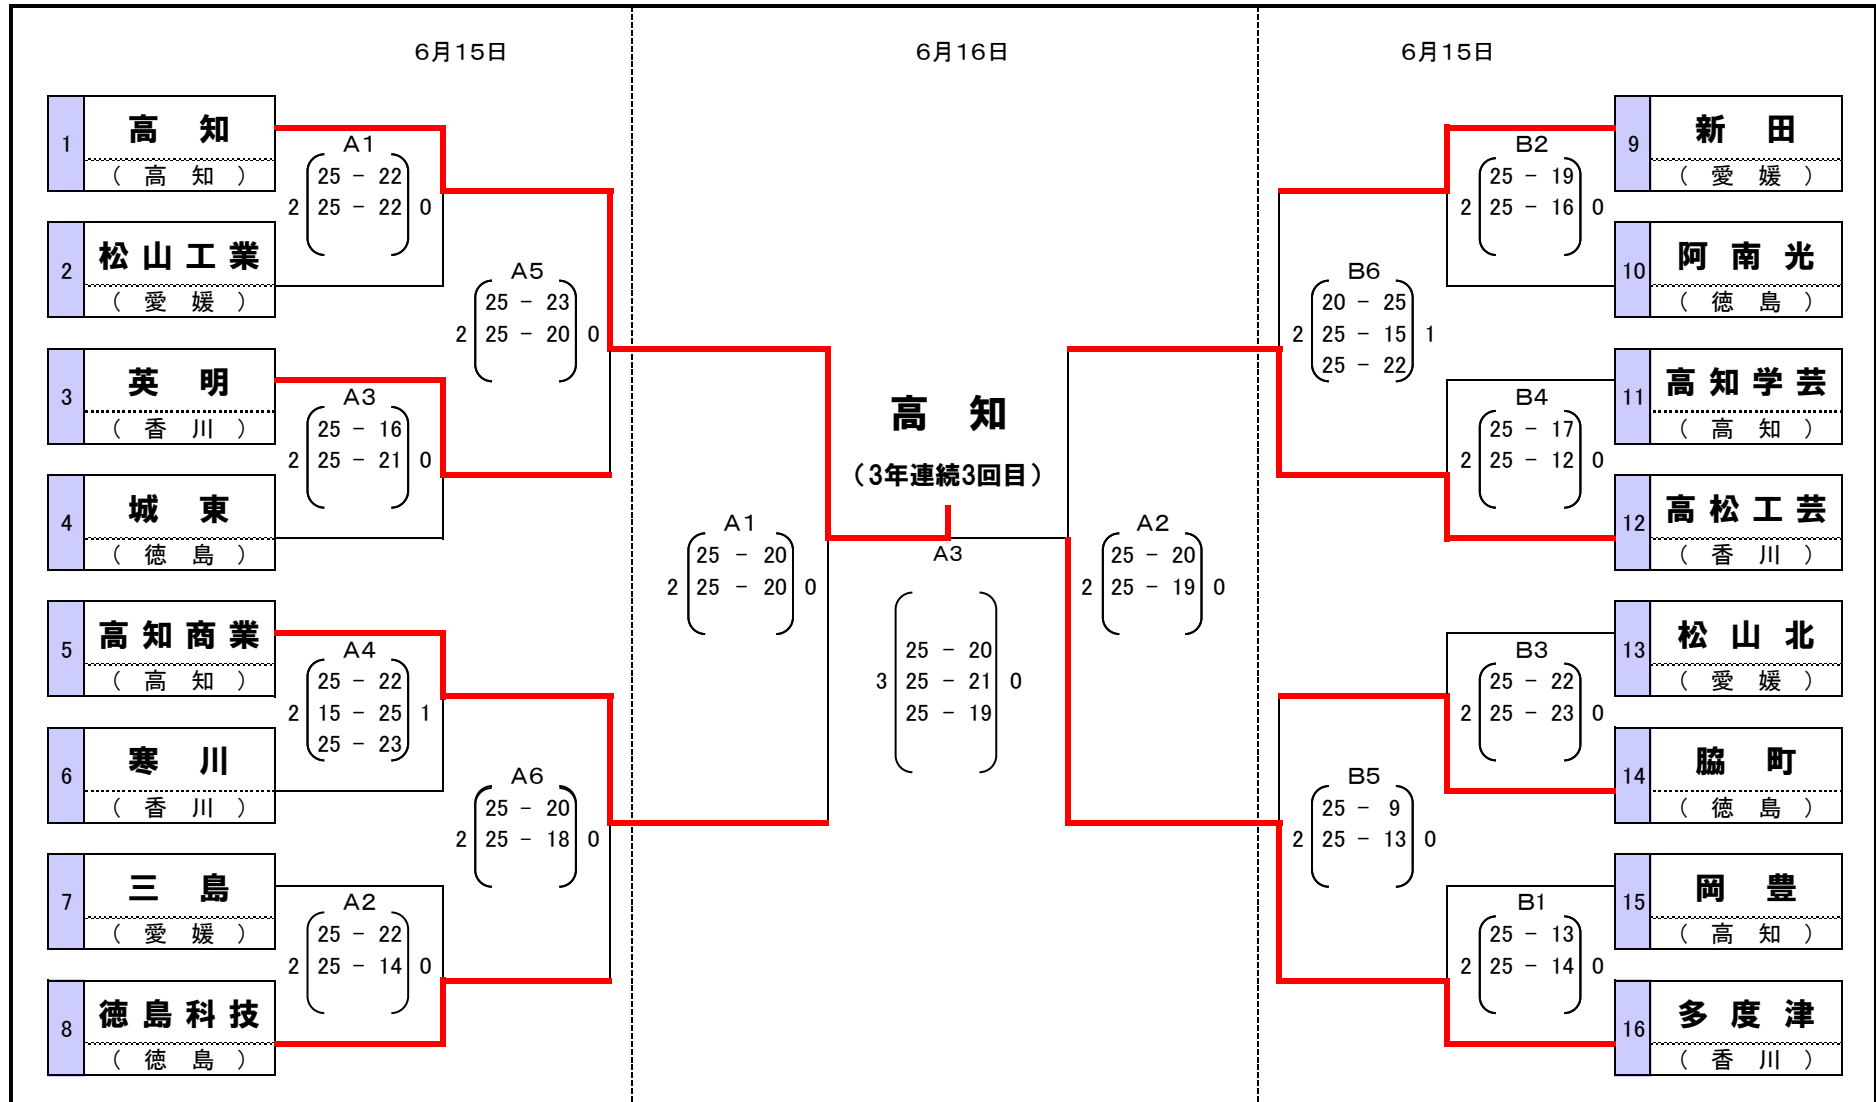 6月15日
6月16日
6月15日
1
高 知
( 高 知 )
2
松山工業
( 愛 媛 )
3
英 明
( 香 川 )
4
城 東
( 徳 島 )
5
高知商業
( 高 知 )
6
寒 川
( 香 川 )
7
三 島
( 愛 媛 )
8
徳島科技
( 徳 島 )
A1
25 - 22
2 25 - 22 0
A3
25 - 16
2 25 - 21 0
A4
25 - 22
2 15 - 25 1
25 - 23
A2
25 - 22
2 25 - 14 0
A5
25 - 23
2 25 - 20 0
A6
25 - 20
2 25 - 18 0
A1
25 - 20
2 25 - 20 0
高 知
(3年連続3回目)
A3
25 - 20
3 25 - 21 0
25 - 19
A2
25 - 20
2 25 - 19 0
B6
20 - 25
2 25 - 15 1
25 - 22
B5
25 - 9
2 25 - 13 0
B2
25 - 19
2 25 - 16 0
B4
25 - 17
2 25 - 12 0
B3
25 - 22
2 25 - 23 0
B1
25 - 13
2 25 - 14 0
9
新 田
( 愛 媛 )
10
阿南光
( 徳 島 )
11
高知学芸
( 高 知 )
12
高松工芸
( 香 川 )
13
松山北
( 愛 媛 )
14
脇 町
( 徳 島 )
15
岡 豊
( 高 知 )
16
多度津
( 香 川 )